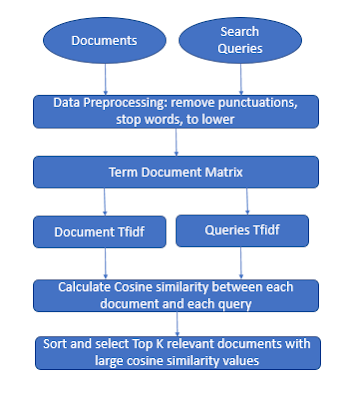 Documents
Search
Queries
Data Preprocessing: remove punctuations,
stop words, to lower
Term Document Matrix
Document Tfidf
Queries Tfidf
Calculate Cosine similarity between each
document and each query
Sort and select Top K relevant documents with
large cosine similarity values